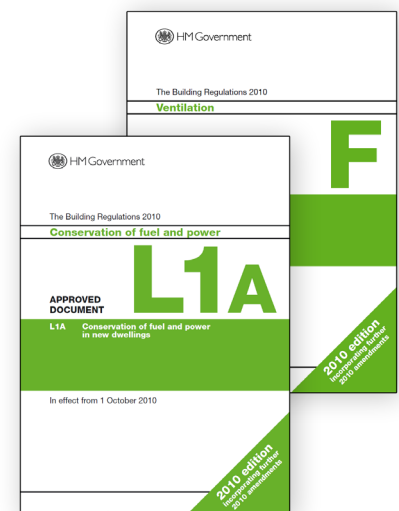 HM Government
The Building Regulations 2010
Ventilation
F
2010 edition
incorporating further
2010 amendments
HM Government
The Building Regulations 2010
Conservation of fuel and power
L1A
APPROVED
DOCUMENT
L1A Conservation of fuel and power
in new dwellings
In effect from 1 October 2010
2010 edition
incorporating further
2010 amendments